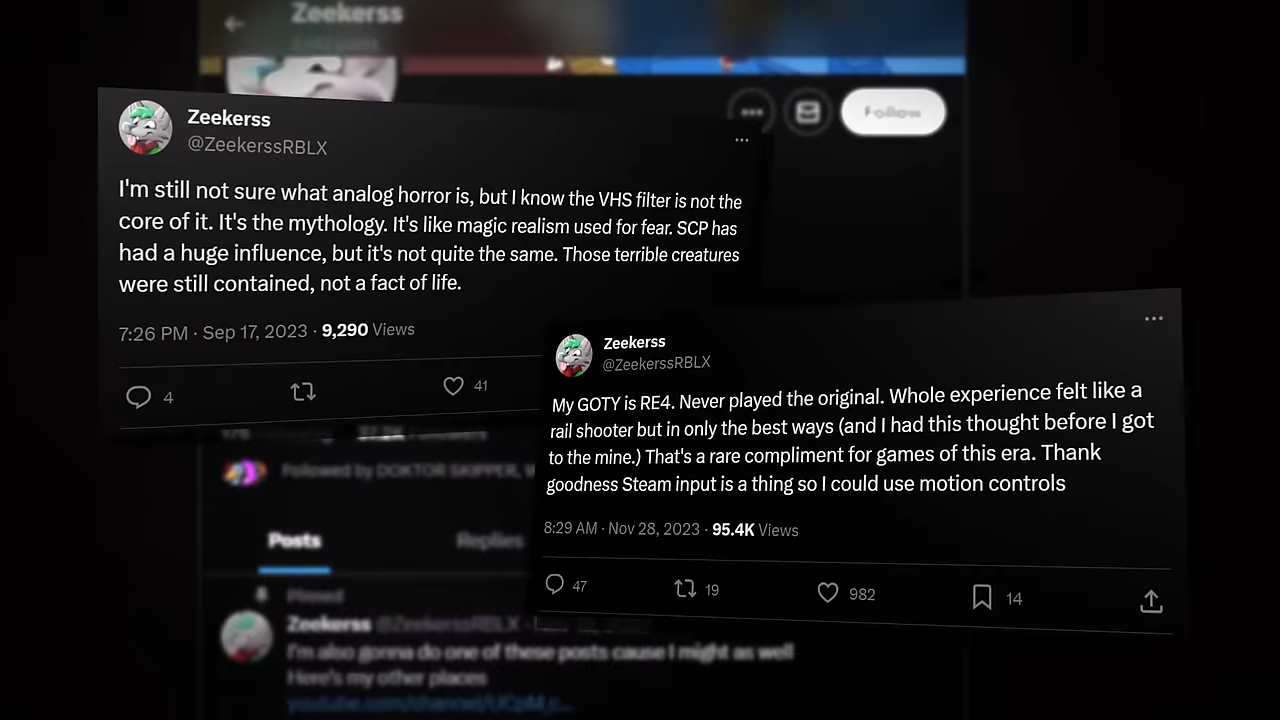 Zeekerss
Follow
Zeekerss
@ZeekerssRBLX
I'm still not sure what analog horror is, but I know the VHS filter is not the
core of it. It's the mythology. It's like magic realism used for fear. SCP has
had a huge influence, but it's not quite the same. Those terrible creatures
were still contained, not a fact of life.
7:26 PM · Sep 17, 2023 · 9,290 Views
4
41
Zeekerss
@ZeekerssRBLX
My GOTY is RE4. Never played the original. Whole experience felt like a
rail shooter but in only the best ways (and I had this thought before I got
to the mine.) That's a rare compliment for games of this era. Thank
goodness Steam input is a thing so I could use motion controls
8:29 AM · Nov 28, 2023 · 95.4K Views
47
19
982
14
Followed by DOKTOR SKIPPER,
Posts
Replies
Pinned
Zeekerss @ZeekerssRBLX
I'm also gonna do one of these posts cause I might as well
Here's my other places